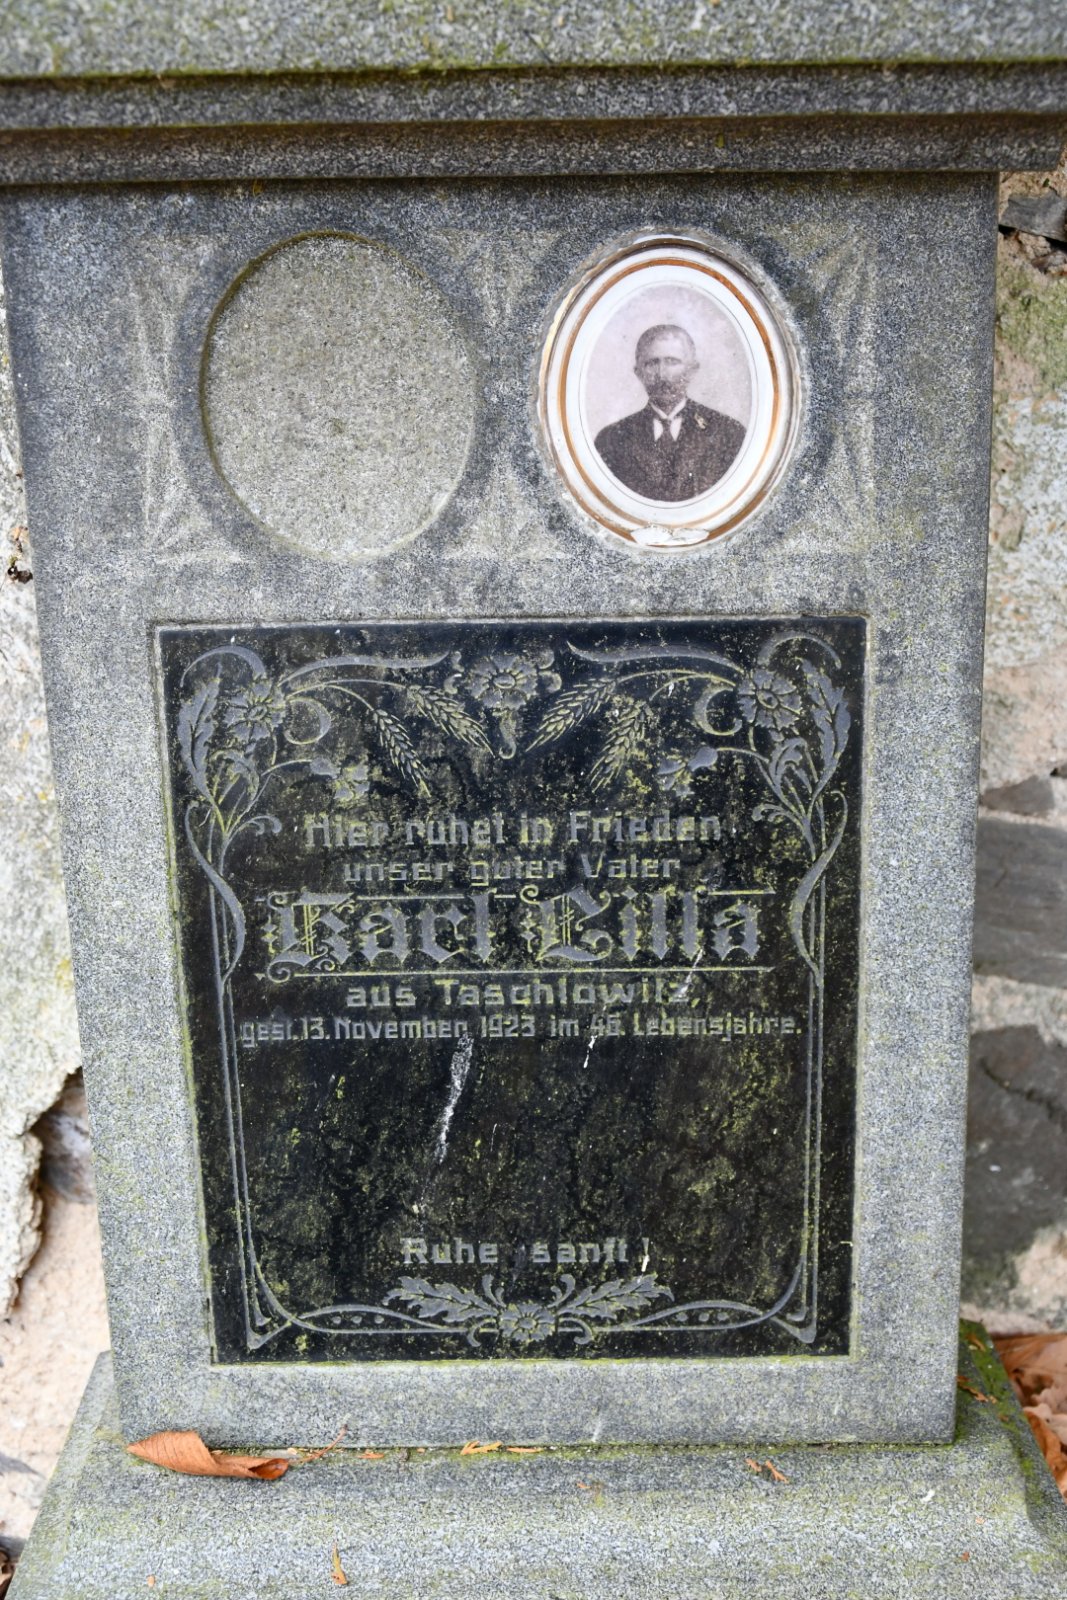 Hier ruhet in Frieden
unser guter Vater
Karl Lilla
aus Taschlowitz,
gest. 13. November 1923 im 46. Lebensjahre.
Ruhe sanft!